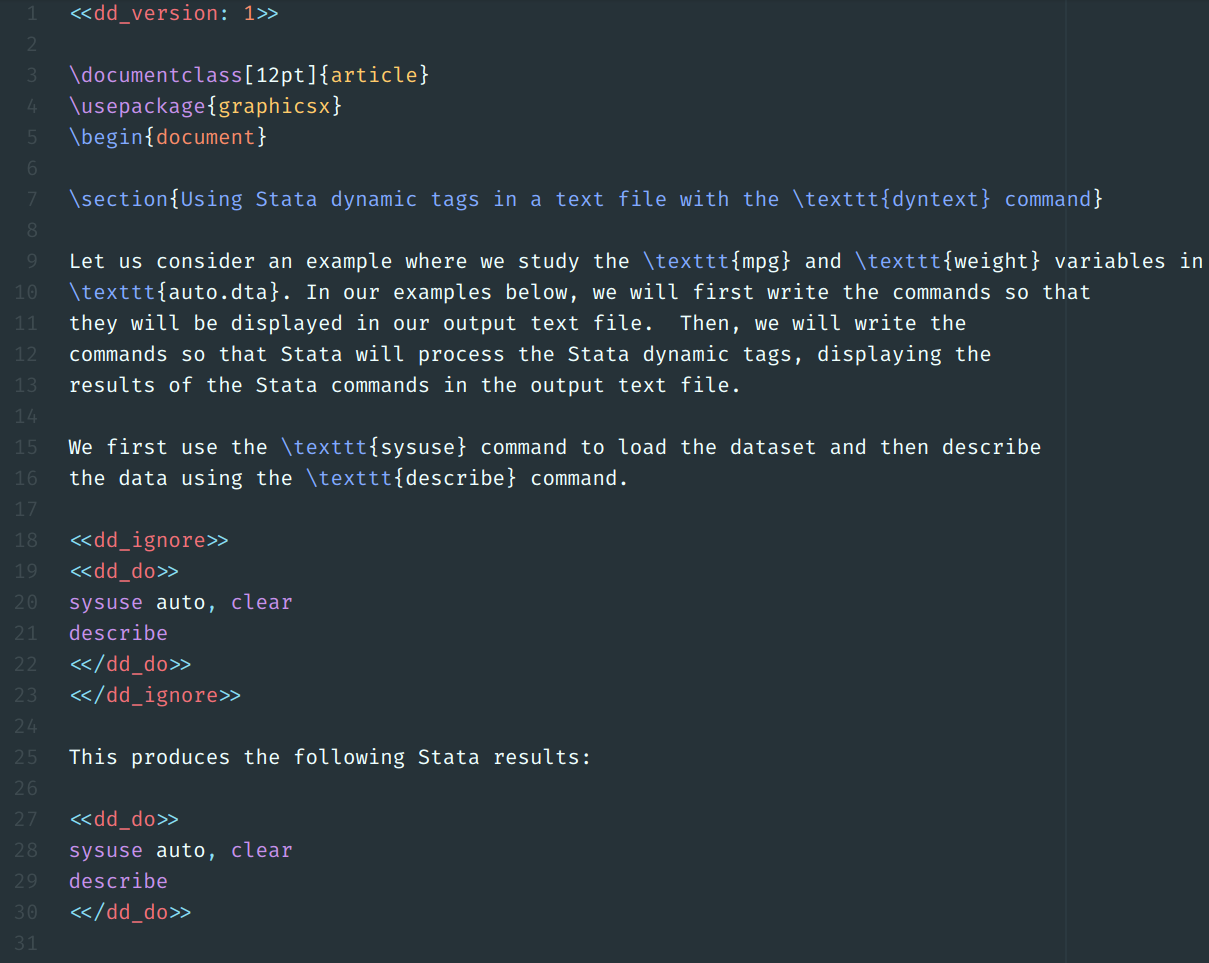 1 <<dd_version: 1>>
2
3 \documentclass[12pt]{article}
4 \usepackage{graphicsx}
5 \begin{document}
6
7 \section{Using Stata dynamic tags in a text file with the \texttt{dyntext} command}
8
9 Let us consider an example where we study the \texttt{mpg} and \texttt{weight} variables in
10 \texttt{auto.dta}. In our examples below, we will first write the commands so that
11 they will be displayed in our output text file.  Then, we will write the
12 commands so that Stata will process the Stata dynamic tags, displaying the
13 results of the Stata commands in the output text file.
14
15 We first use the \texttt{sysuse} command to load the dataset and then describe
16 the data using the \texttt{describe} command.
17
18 <<dd_ignore>>
19 <<dd_do>>
20 sysuse auto, clear
21 describe
22 <</dd_do>>
23 <</dd_ignore>>
24
25 This produces the following Stata results:
26
27 <<dd_do>>
28 sysuse auto, clear
29 describe
30 <</dd_do>>
31